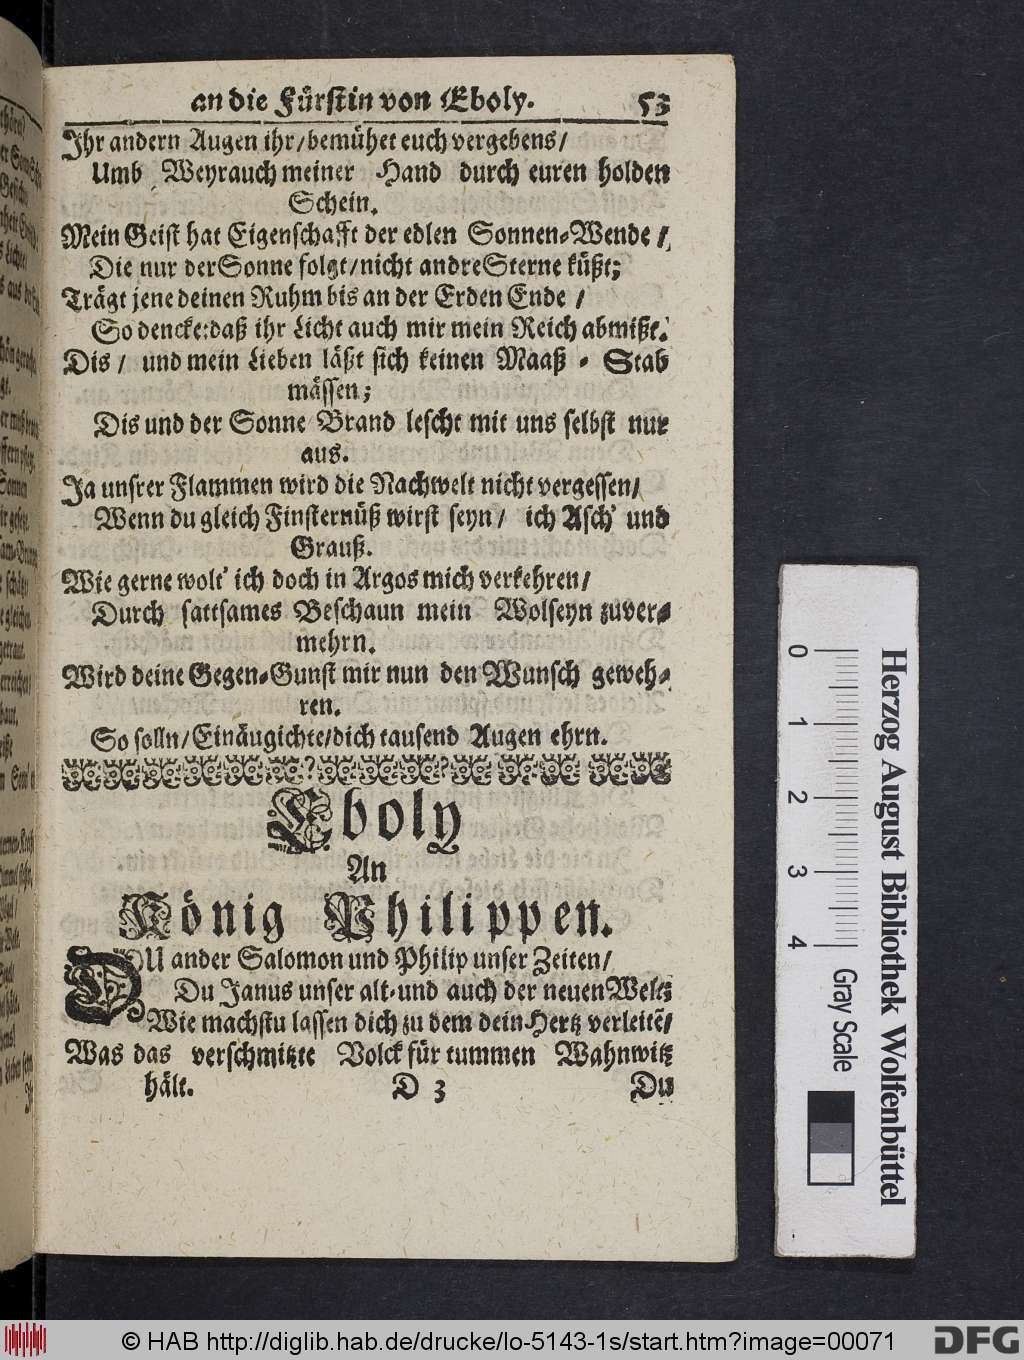 an die Fürstin von Eboly. 53
Ihr andern Augen ihr/bemühet euch vergebens/
Umb Weyrauch meiner Hand durch euren holden
Schein.
Mein Geist hat Eigenschafft der edlen Sonnen-Wende/
Die nur der Sonne folgt/nicht andre Sterne küßt;
Trägt jene deinen Ruhm bis an der Erden Ende/
So dencke: daß ihr Licht auch mir mein Reich abmißt.
Dis/ und mein Lieben läßt sich keinen Maaß-Stab
mässen;
Dis und der Sonne Brand lescht mit uns selbst nur
aus.
Ja unsrer Flammen wird die Nachwelt nicht vergessen/
Wenn du gleich Finsternüß wirst seyn/ ich Asch' und
Grauß.
Wie gerne wolt' ich doch in Argos mich verkehren/
Durch sattsames Beschaun mein Wolseyn zuver-
mehrn.
Wird deine Gegen-Gunst mir nun den Wunsch geweh-
ren.
So solln/Einäugichte/dich tausend Augen ehrn.
Eboly
An
König Philippen.
DU ander Salomon und Philip unser Zeiten/
Du Janus unser alt-und auch der neuen Welt;
Wie machstu lassen dich zu dem dein Hertz verleitẽ/
Was das verschmitzte Volck für tummen Wahnwitz
hält.
D 3 Du
Herzog August Bibliothek Wolfenbüttel
0 1 2 3 4 Gray Scale
© HAB http://diglib.hab.de/drucke/lo-5143-1s/start.htm?image=00071
DFG